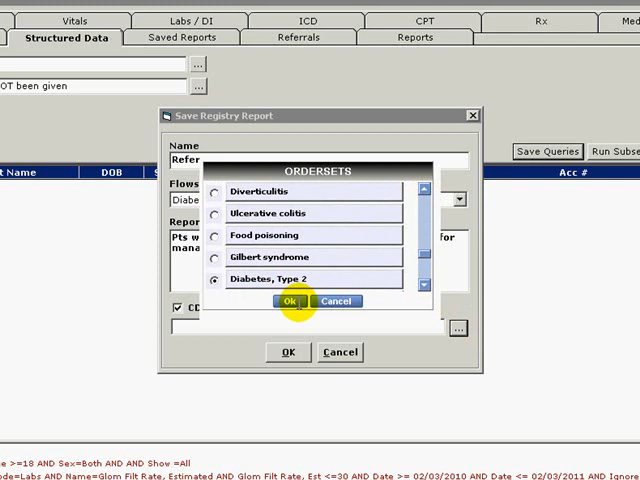 Vitals Labs / DI ICD CPT Rx Med
Structured Data Saved Reports Referrals Reports
...
OT been given ...
Save Registry Report
Name
Refer
Save Queries Run Subse
t Name DOB S Acc #
ORDERSETS
Flows
Diabe
Diverticulitis
Ulcerative colitis
Repor
Pts w for
mana
Food poisoning
Gilbert syndrome
Diabetes, Type 2
Ok Cancel
CD
...
OK Cancel
e >=18 AND Sex=Both AND AND Show =All
ode=Labs AND Name=Glom Filt Rate, Estimated AND Glom Filt Rate, Est <=30 AND Date >= 02/03/2010 AND Date <= 02/03/2011 AND Ignore